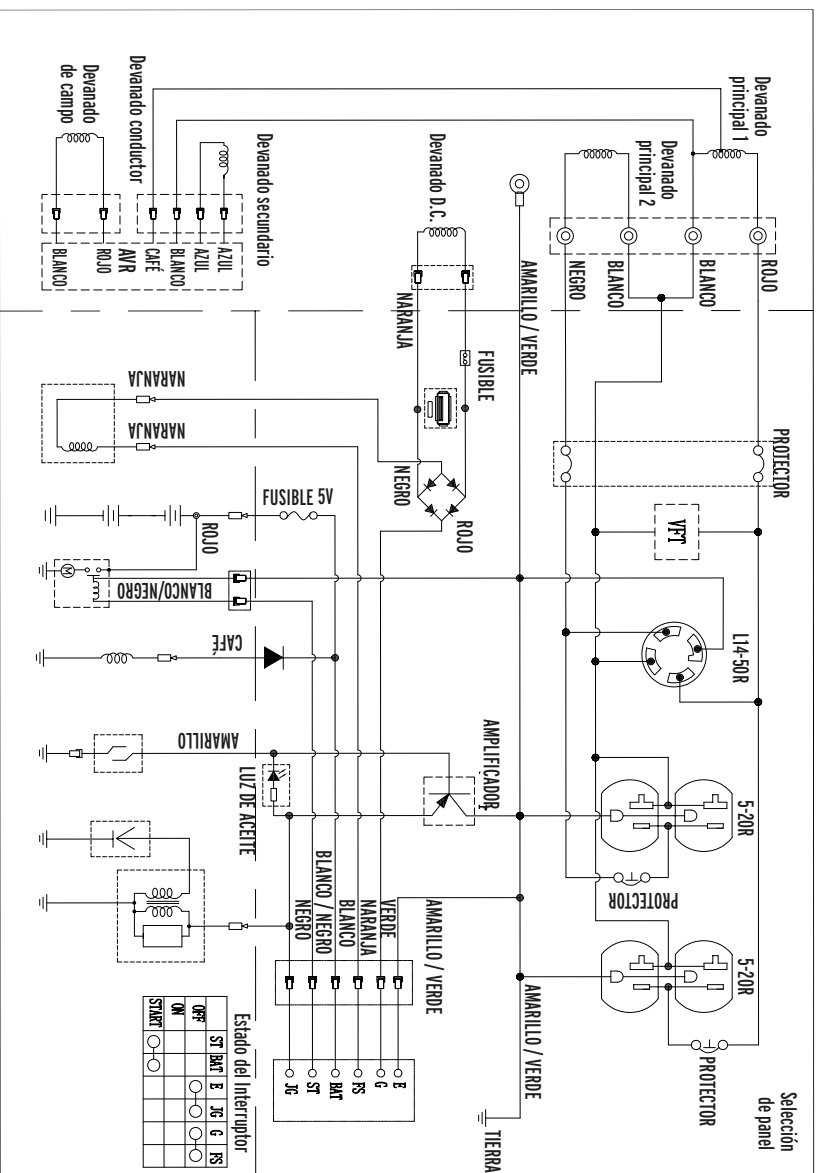 Devanado
principal 1
Devanado
principal 2
Devanado D.C.
Devanado secundario
Devanado conductor
Devanado
de campo
ROJO
BLANCO
BLANCO
NEGRO
AMARILLO / VERDE
NARANJA
FUSIBLE
AZUL
AZUL
BLANCO
CAFÉ
AVR
ROJO
BLANCO
PROTECTOR
VFT
L14-50R
5-20R
PROTECTOR
5-20R
PROTECTOR
Selección
de panel
NEGRO
ROJO
AMPLIFICADOR
AMARILLO / VERDE
TIERRA
NARANJA
NARANJA
FUSIBLE 5V
ROJO
BLANCO/NEGRO
CAFÉ
AMARILLO
LUZ DE ACEITE
AMARILLO / VERDE
VERDE
NARANJA
BLANCO
BLANCO / NEGRO
NEGRO
E
G
FS
BAT
ST
JG
M
Estado del Interruptor
ST BAT E JG G FS
OFF
ON
START